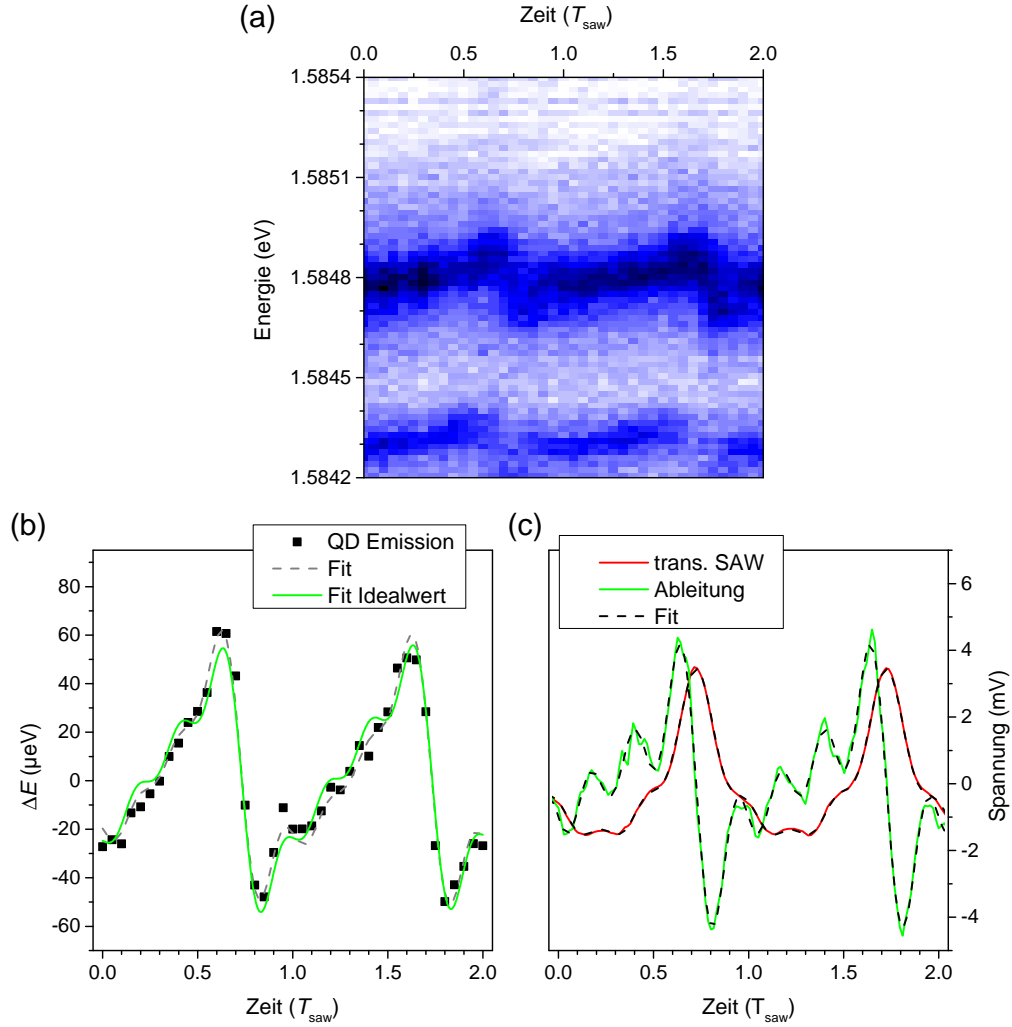 (a)
Zeit (T_saw)
0.0 0.5 1.0 1.5 2.0
1.5854
1.5851
1.5848
1.5845
1.5842
Energie (eV)
(b)
QD Emission
Fit
Fit Idealwert
80
60
40
20
0
-20
-40
-60
ΔE (µeV)
0.0 0.5 1.0 1.5 2.0
Zeit (T_saw)
(c)
trans. SAW
Ableitung
Fit
6
4
2
0
-2
-4
Spannung (mV)
0.0 0.5 1.0 1.5 2.0
Zeit (T_saw)